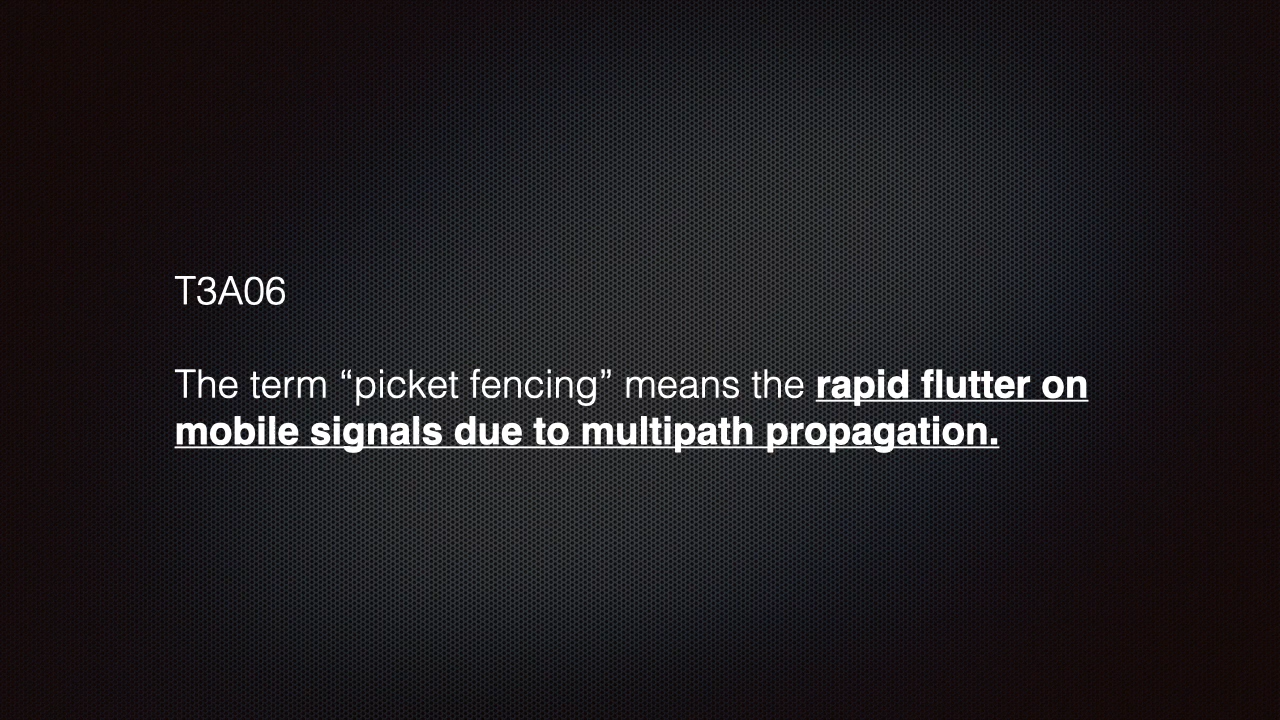 T3A06
The term “picket fencing” means the rapid flutter on
mobile signals due to multipath propagation.